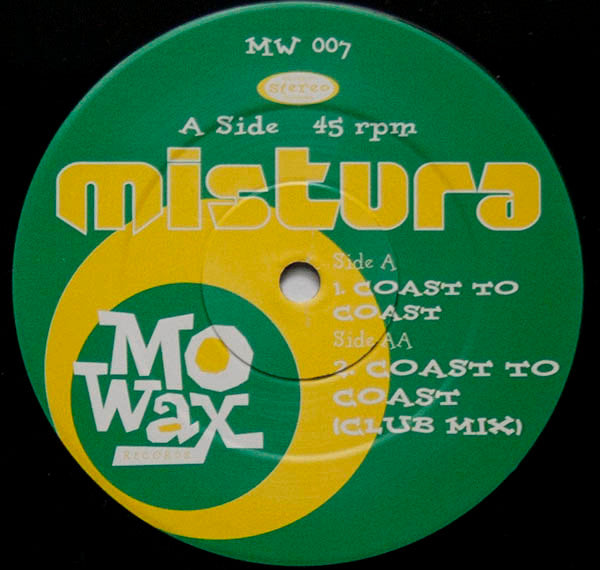 MW 007
Stereo
A Side 45 rpm
mistura
Side A
1. COAST TO
COAST
Side AA
2. COAST TO
COAST
(CLUB MIX)
MO
WAX
RECORDS